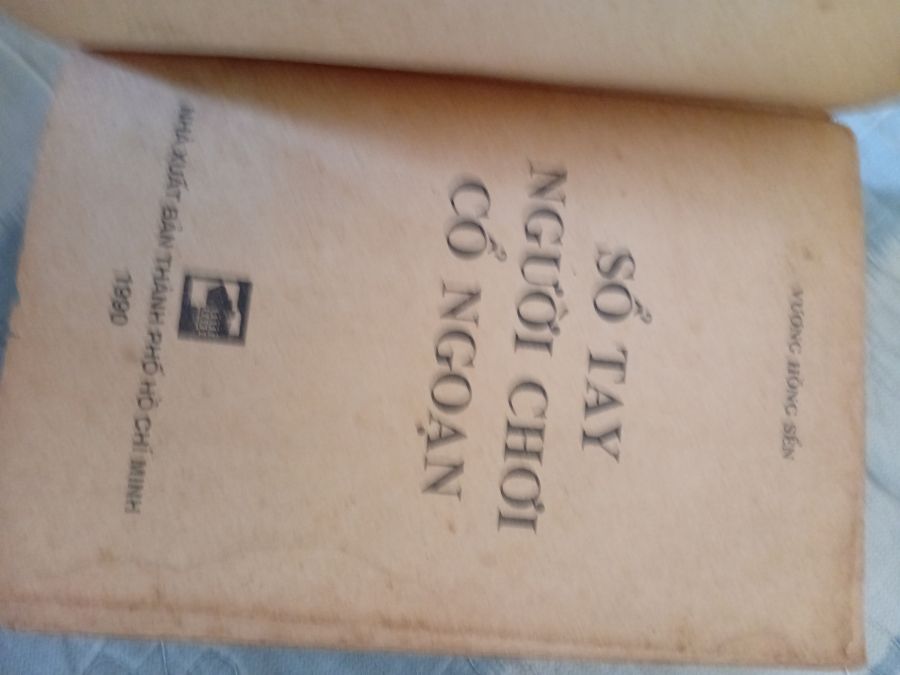 VƯƠNG HỒNG SỂN
SỔ TAY
NGƯỜI CHƠI
CỔ NGOẠN
NHÀ XUẤT BẢN THÀNH PHỐ HỒ CHÍ MINH
1990